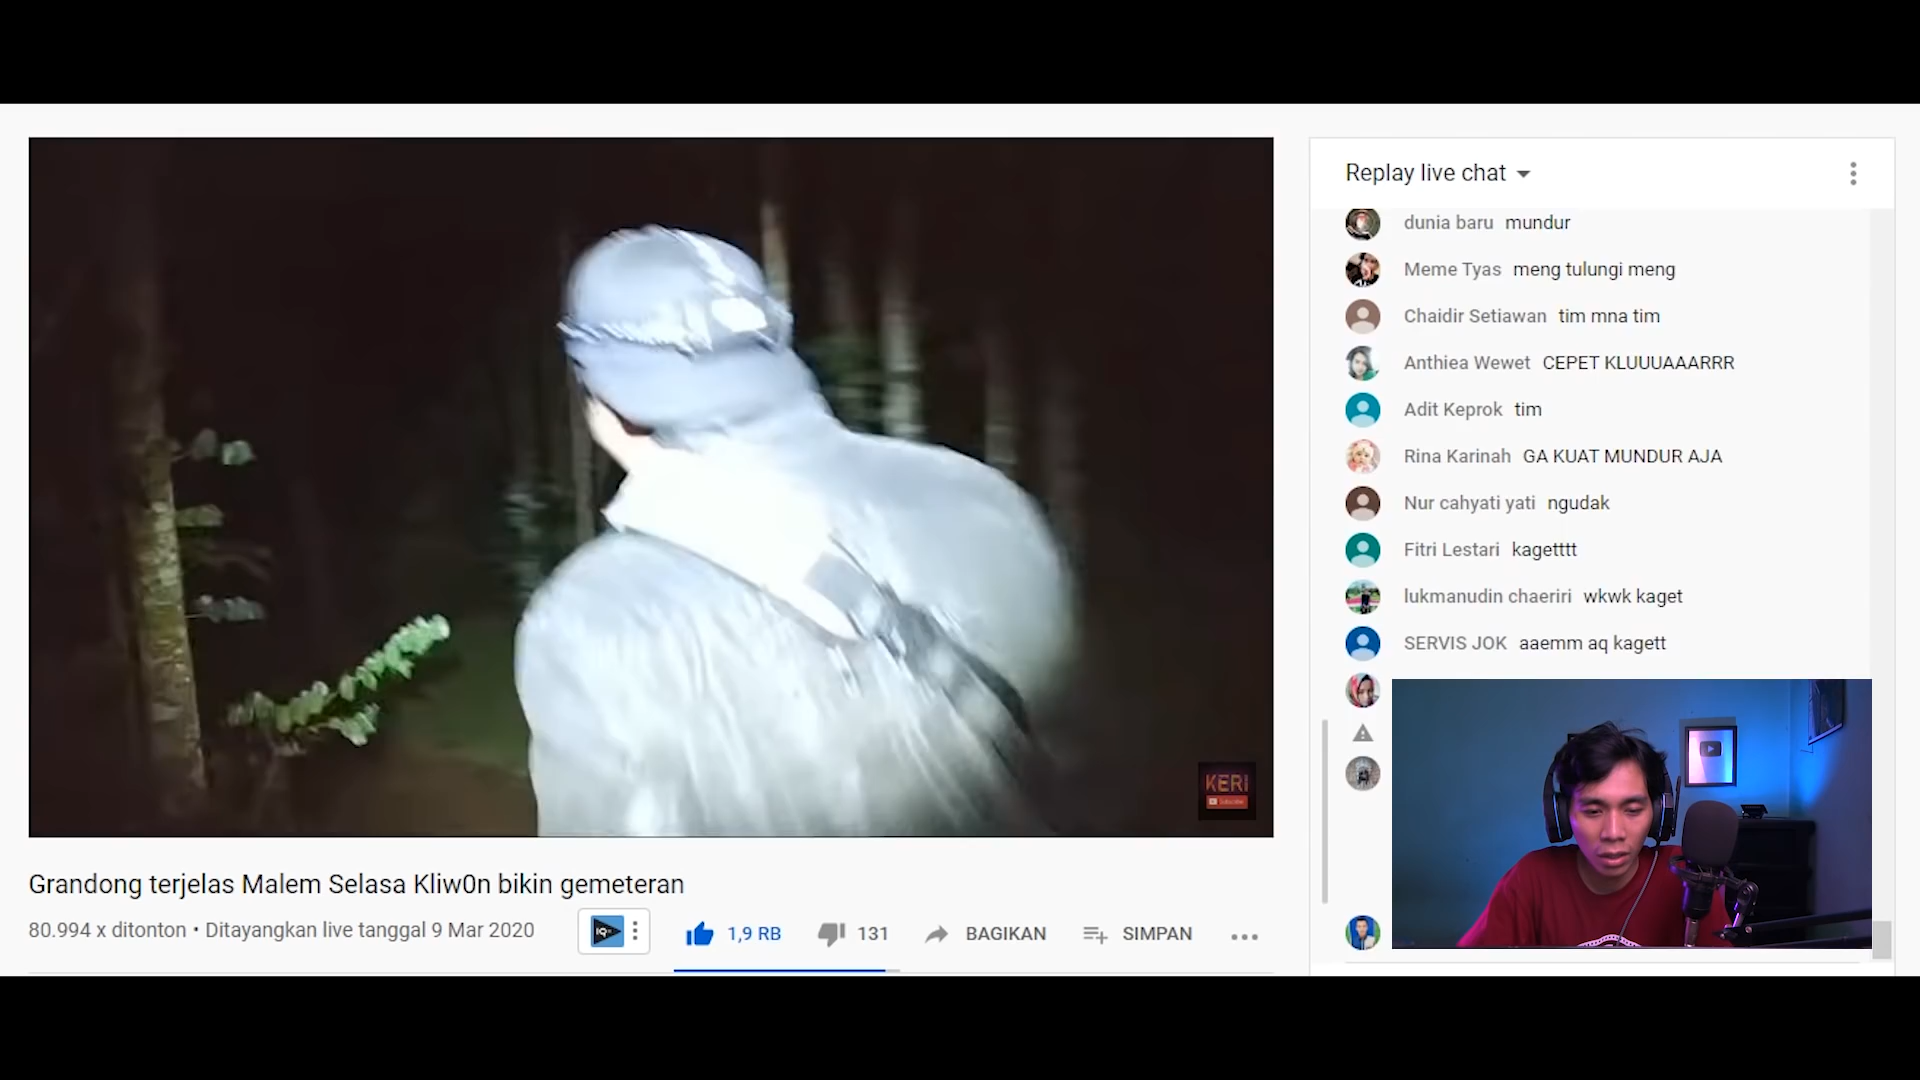 Replay live chat
dunia baru mundur
Meme Tyas meng tulungi meng
Chaidir Setiawan tim mna tim
Anthiea Wewet CEPET KLUUUAAARRR
Adit Keprok tim
Rina Karinah GA KUAT MUNDUR AJA
Nur cahyati yati ngudak
Fitri Lestari kagetttt
lukmanudin chaeriri wkwk kaget
SERVIS JOK aaemm aq kagett
KERI
Subscribe
Grandong terjelas Malem Selasa Kliw0n bikin gemeteran
80.994 x ditonton • Ditayangkan live tanggal 9 Mar 2020
IQ
1,9 RB
131
BAGIKAN
SIMPAN